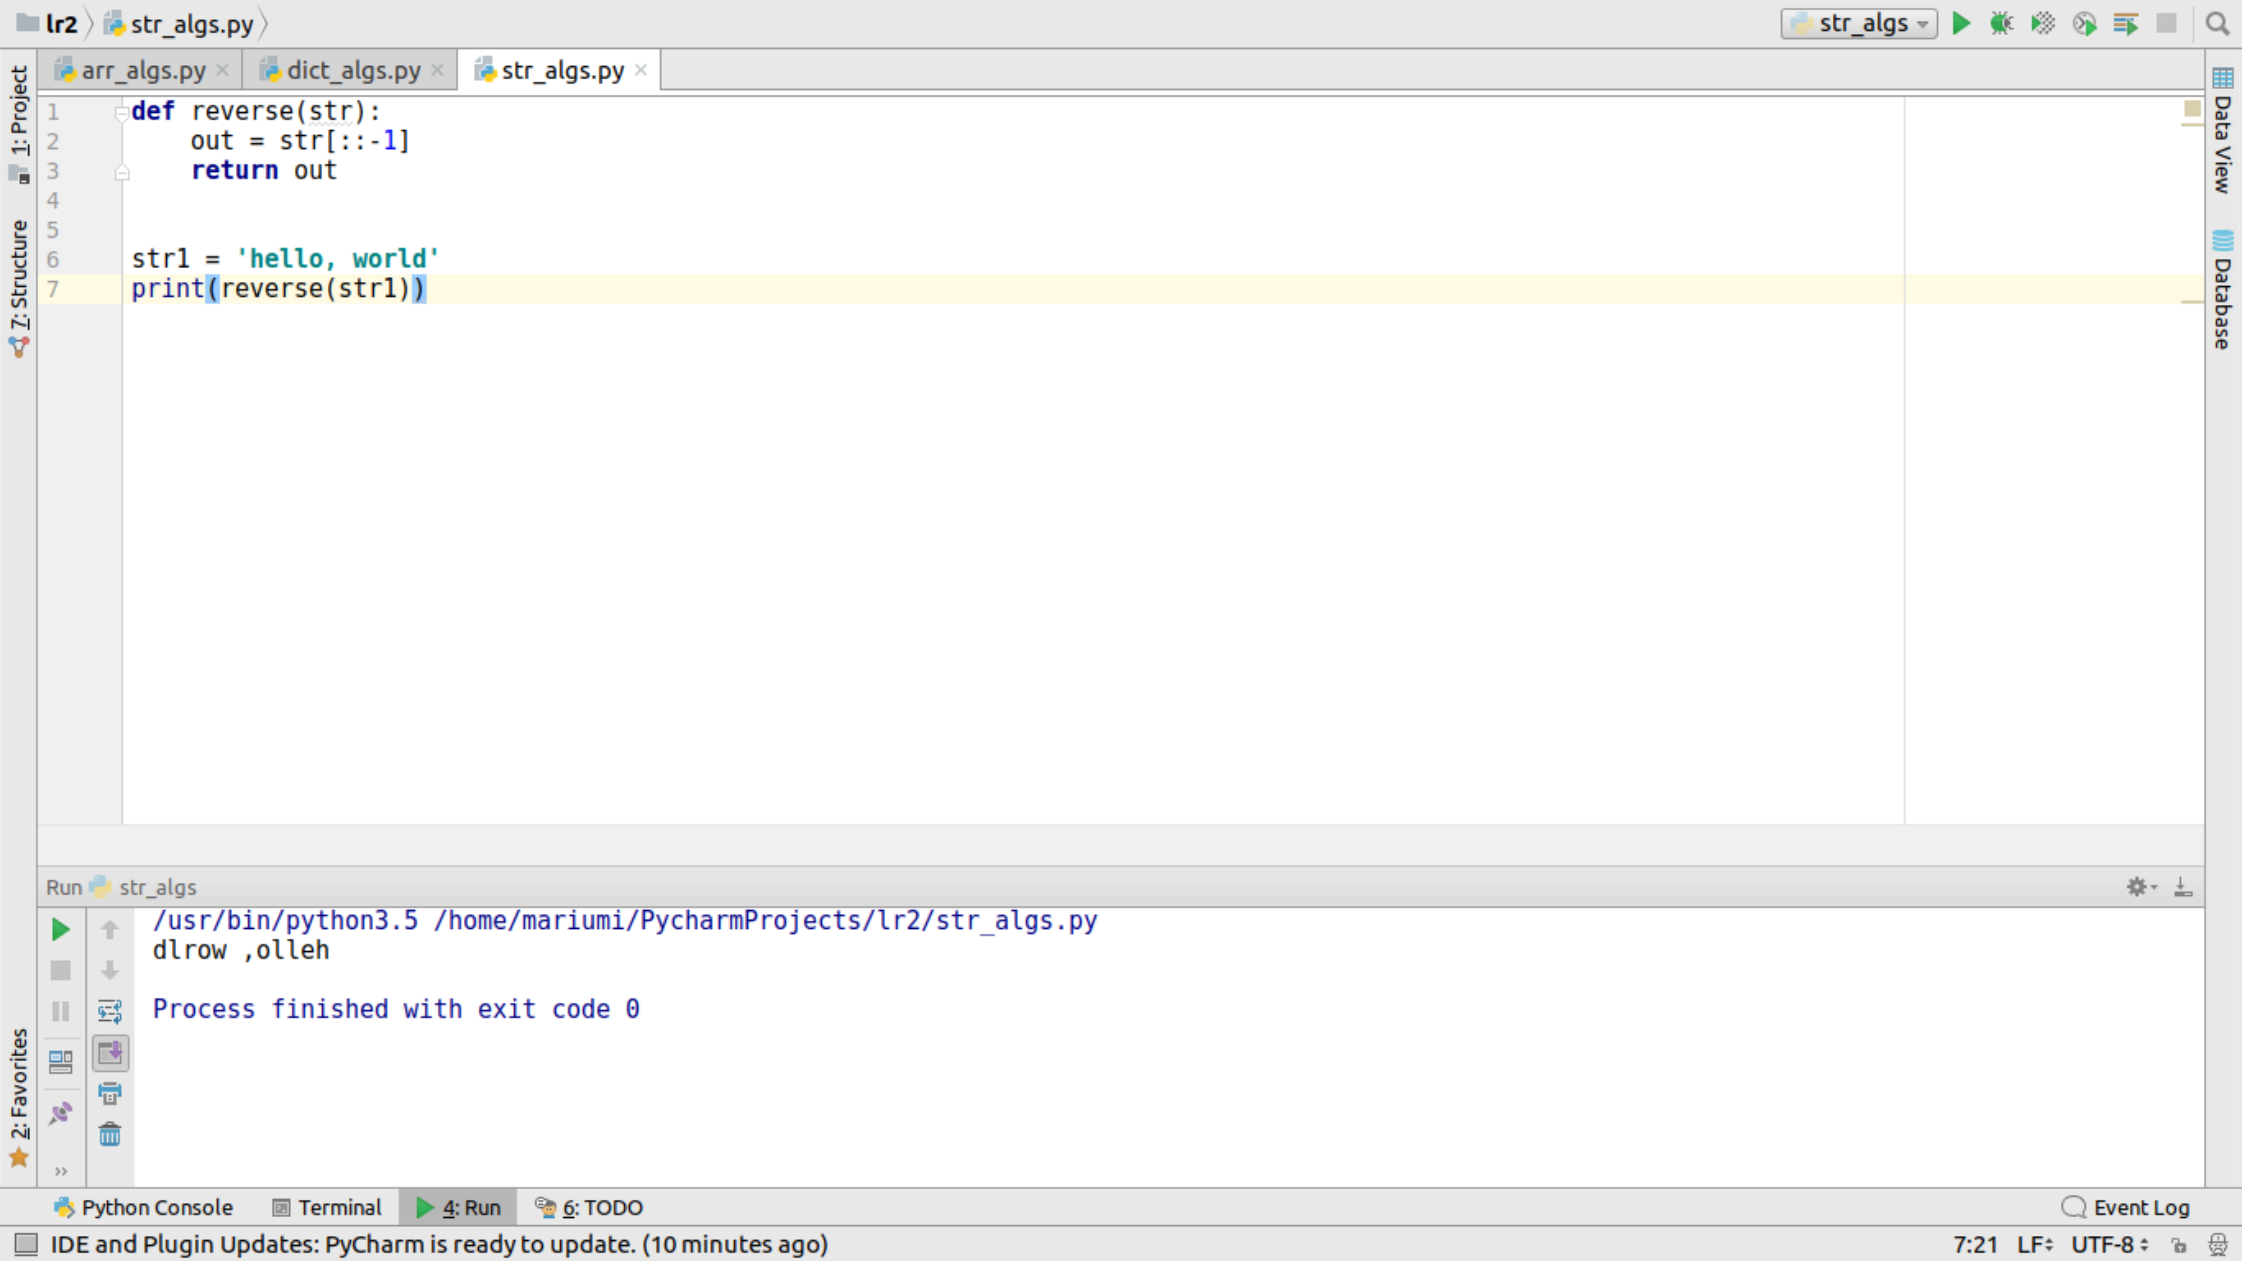 lr2 str_algs.py
str_algs
arr_algs.py dict_algs.py str_algs.py
1: Project
7: Structure
2: Favorites
1 def reverse(str):
2     out = str[::-1]
3     return out
4
5
6 str1 = 'hello, world'
7 print(reverse(str1))
Data View
Database
Run str_algs
/usr/bin/python3.5 /home/mariumi/PycharmProjects/lr2/str_algs.py
dlrow ,olleh
Process finished with exit code 0
Python Console Terminal 4: Run 6: TODO Event Log
IDE and Plugin Updates: PyCharm is ready to update. (10 minutes ago) 7:21 LF UTF-8